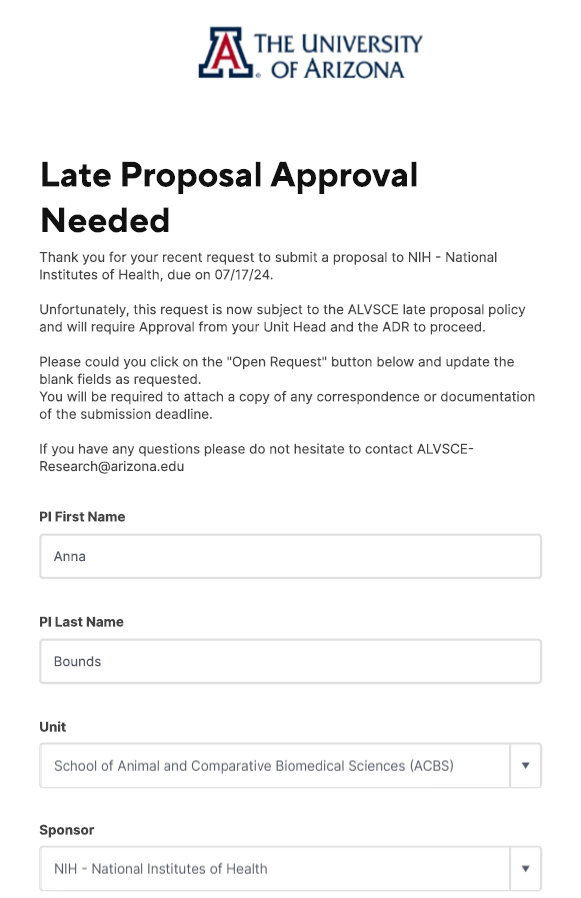 THE UNIVERSITY
OF ARIZONA
Late Proposal Approval
Needed
Thank you for your recent request to submit a proposal to NIH - National
Institutes of Health, due on 07/17/24.
Unfortunately, this request is now subject to the ALVSCE late proposal policy
and will require Approval from your Unit Head and the ADR to proceed.
Please could you click on the "Open Request" button below and update the
blank fields as requested.
You will be required to attach a copy of any correspondence or documentation
of the submission deadline.
If you have any questions please do not hesitate to contact ALVSCE-
Research@arizona.edu
PI First Name
Anna
PI Last Name
Bounds
Unit
School of Animal and Comparative Biomedical Sciences (ACBS)
Sponsor
NIH - National Institutes of Health